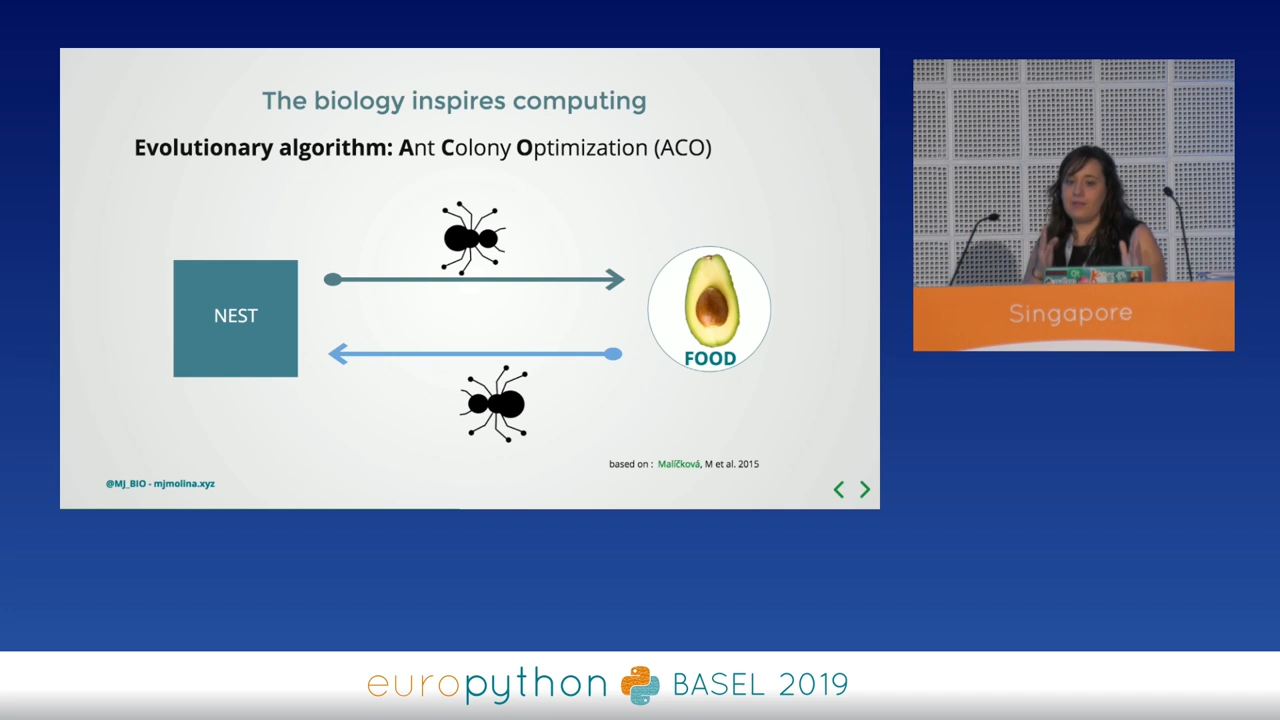 The biology inspires computing
Evolutionary algorithm: Ant Colony Optimization (ACO)
NEST
FOOD
based on : Malíčková, M et al. 2015
@MJ_BIO - mjmolina.xyz
Singapore
europython BASEL 2019